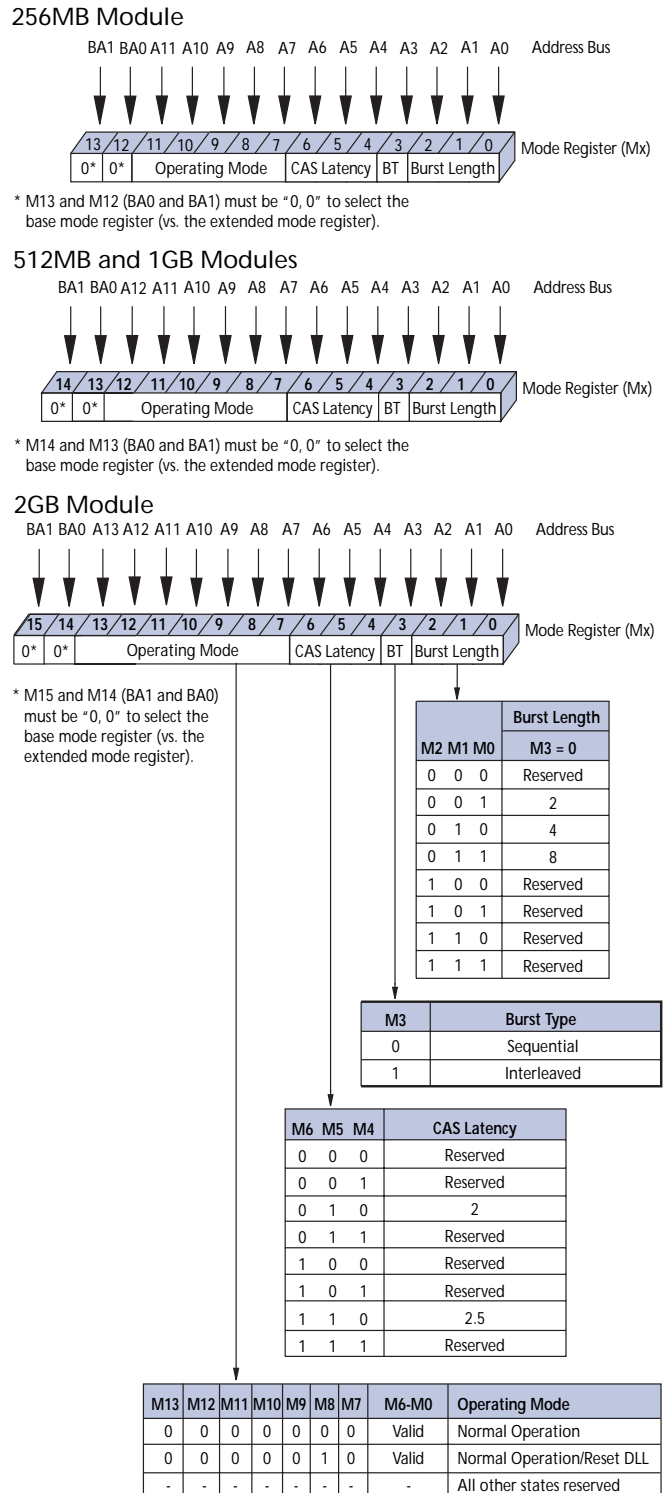 256MB Module
BA1 BA0 A11 A10 A9 A8 A7 A6 A5 A4 A3 A2 A1 A0 Address Bus
13 12 11 10 9 8 7 6 5 4 3 2 1 0 Mode Register (Mx)
0* 0* Operating Mode CAS Latency BT Burst Length
* M13 and M12 (BA0 and BA1) must be “0, 0” to select the
base mode register (vs. the extended mode register).
512MB and 1GB Modules
BA1 BA0 A12 A11 A10 A9 A8 A7 A6 A5 A4 A3 A2 A1 A0 Address Bus
14 13 12 11 10 9 8 7 6 5 4 3 2 1 0 Mode Register (Mx)
0* 0* Operating Mode CAS Latency BT Burst Length
* M14 and M13 (BA0 and BA1) must be “0, 0” to select the
base mode register (vs. the extended mode register).
2GB Module
BA1 BA0 A13 A12 A11 A10 A9 A8 A7 A6 A5 A4 A3 A2 A1 A0 Address Bus
15 14 13 12 11 10 9 8 7 6 5 4 3 2 1 0 Mode Register (Mx)
0* 0* Operating Mode CAS Latency BT Burst Length
* M15 and M14 (BA1 and BA0)
must be “0, 0” to select the
base mode register (vs. the
extended mode register).
Burst Length
M2 M1 M0 M3 = 0
0 0 0 Reserved
0 0 1 2
0 1 0 4
0 1 1 8
1 0 0 Reserved
1 0 1 Reserved
1 1 0 Reserved
1 1 1 Reserved
M3 Burst Type
0 Sequential
1 Interleaved
M6 M5 M4 CAS Latency
0 0 0 Reserved
0 0 1 Reserved
0 1 0 2
0 1 1 Reserved
1 0 0 Reserved
1 0 1 Reserved
1 1 0 2.5
1 1 1 Reserved
M13 M12 M11 M10 M9 M8 M7 M6-M0 Operating Mode
0 0 0 0 0 0 0 Valid Normal Operation
0 0 0 0 0 1 0 Valid Normal Operation/Reset DLL
- - - - - - - - All other states reserved